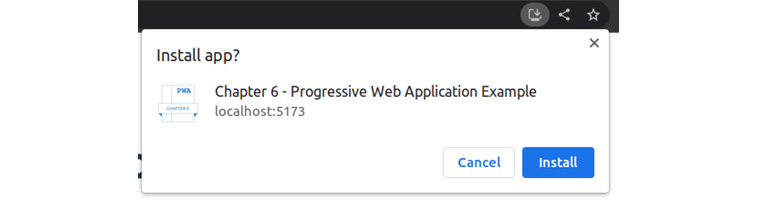 Install app?
PWA
CHAPTER 6
Chapter 6 - Progressive Web Application Example
localhost:5173
Cancel
Install